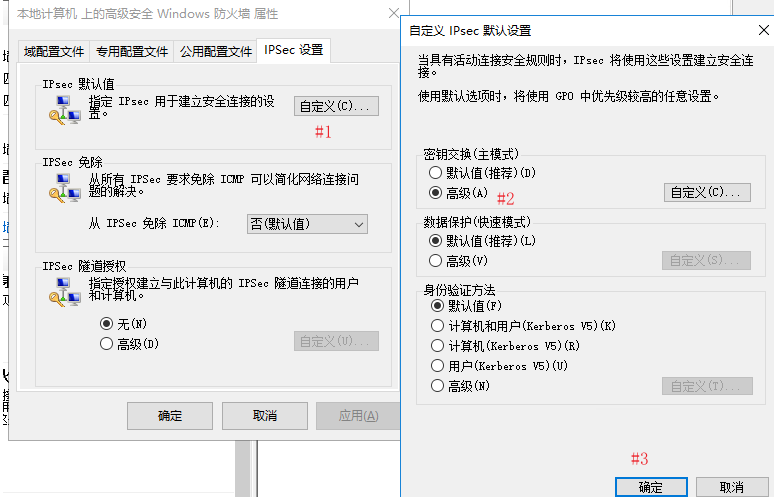 本地计算机 上的高级安全 Windows 防火墙 属性
域配置文件 专用配置文件 公用配置文件 IPSec 设置
IPsec 默认值
指定 IPsec 用于建立安全连接的设
置。
自定义(C)...
#1
IPSec 免除
从所有 IPSec 要求免除 ICMP 可以简化网络连接问
题的解决。
从 IPSec 免除 ICMP(E): 否(默认值)
IPSec 隧道授权
指定授权建立与此计算机的 IPSec 隧道连接的用户
和计算机。
无(N)
高级(D)
自定义(U)...
确定 取消 应用(A)
自定义 IPsec 默认设置
当具有活动连接安全规则时，IPsec 将使用这些设置建立安全连
接。
使用默认选项时，将使用 GPO 中优先级较高的任意设置。
密钥交换(主模式)
默认值(推荐)(D)
高级(A) #2 自定义(C)...
数据保护(快速模式)
默认值(推荐)(L)
高级(V) 自定义(S)...
身份验证方法
默认值(F)
计算机和用户(Kerberos V5)(K)
计算机(Kerberos V5)(R)
用户(Kerberos V5)(U)
高级(N) 自定义(T)...
#3
确定 取消